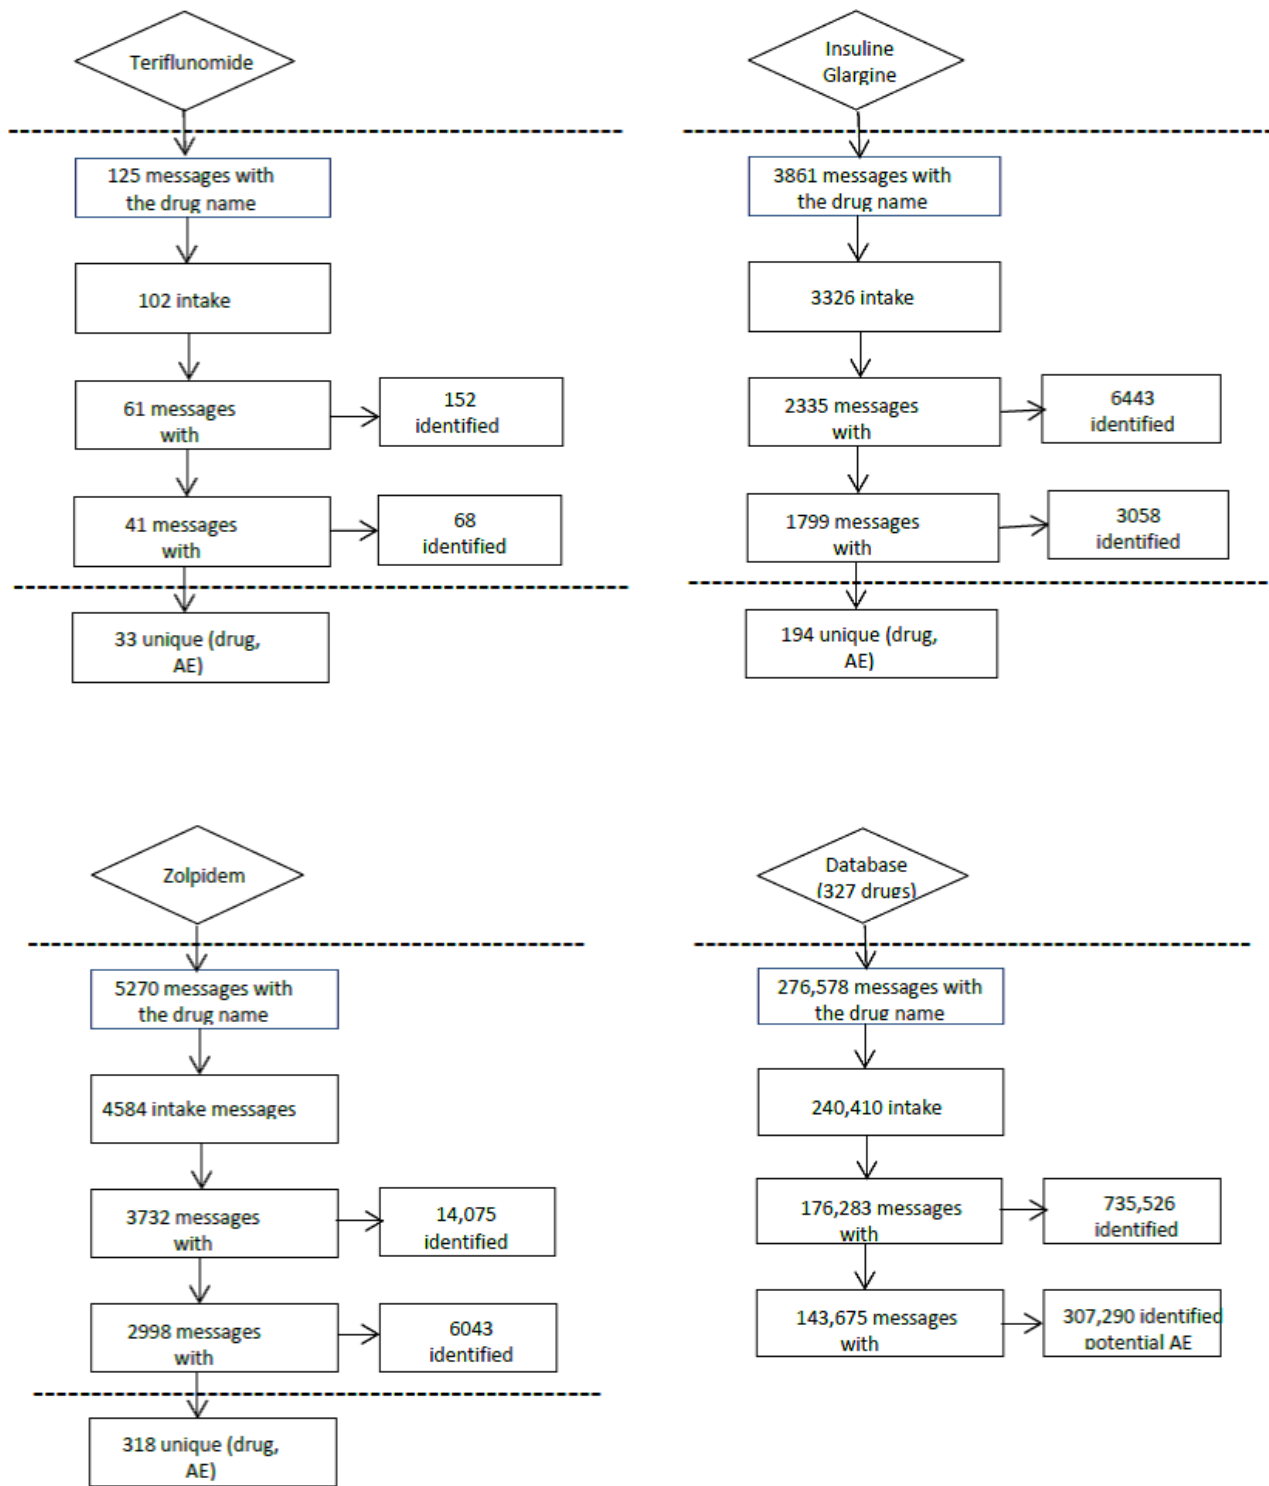 Teriflunomide
125 messages with
the drug name
102 intake
61 messages
with
152
identified
41 messages
with
68
identified
33 unique (drug,
AE)
Insuline
Glargine
3861 messages with
the drug name
3326 intake
2335 messages
with
6443
identified
1799 messages
with
3058
identified
194 unique (drug,
AE)
Zolpidem
5270 messages with
the drug name
4584 intake messages
3732 messages
with
14,075
identified
2998 messages
with
6043
identified
318 unique (drug,
AE)
Database
(327 drugs)
276,578 messages with
the drug name
240,410 intake
176,283 messages
with
735,526
identified
143,675 messages
with
307,290 identified
potential AE